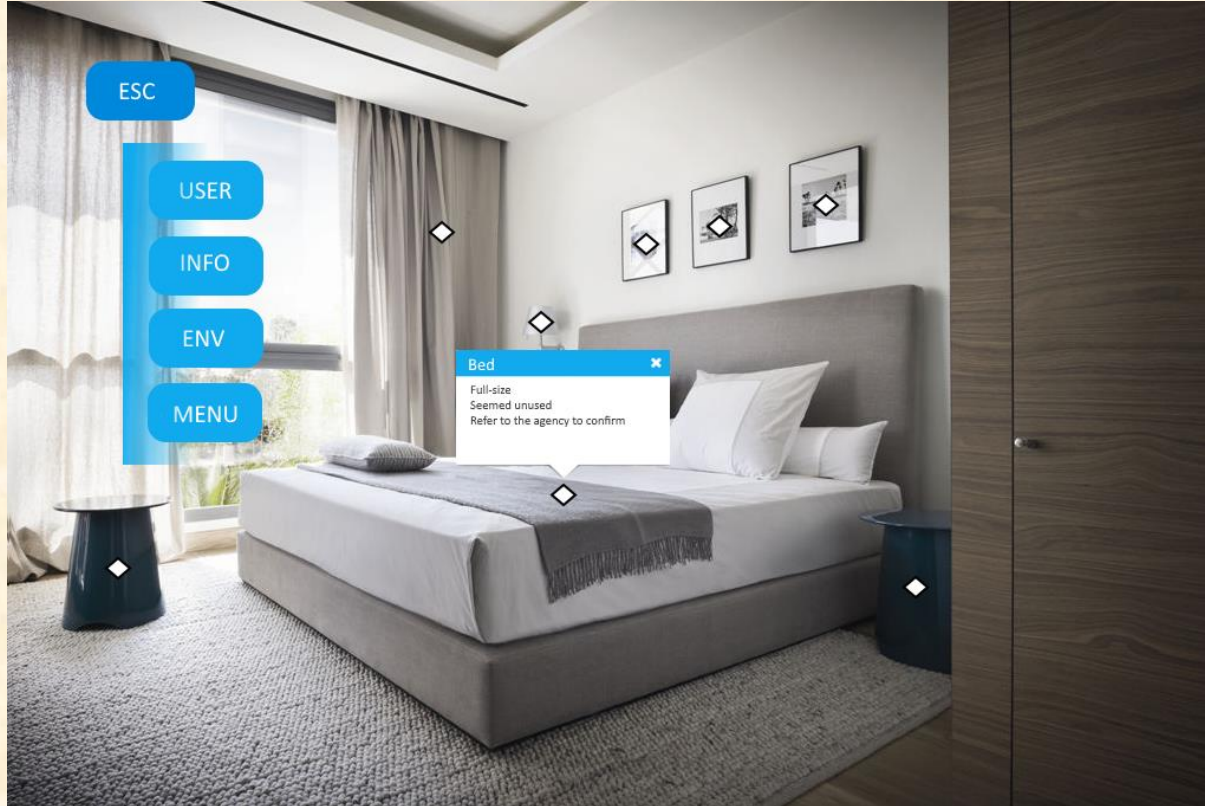 ESC
USER
INFO
ENV
MENU
Bed
Full-size
Seemed unused
Refer to the agency to confirm